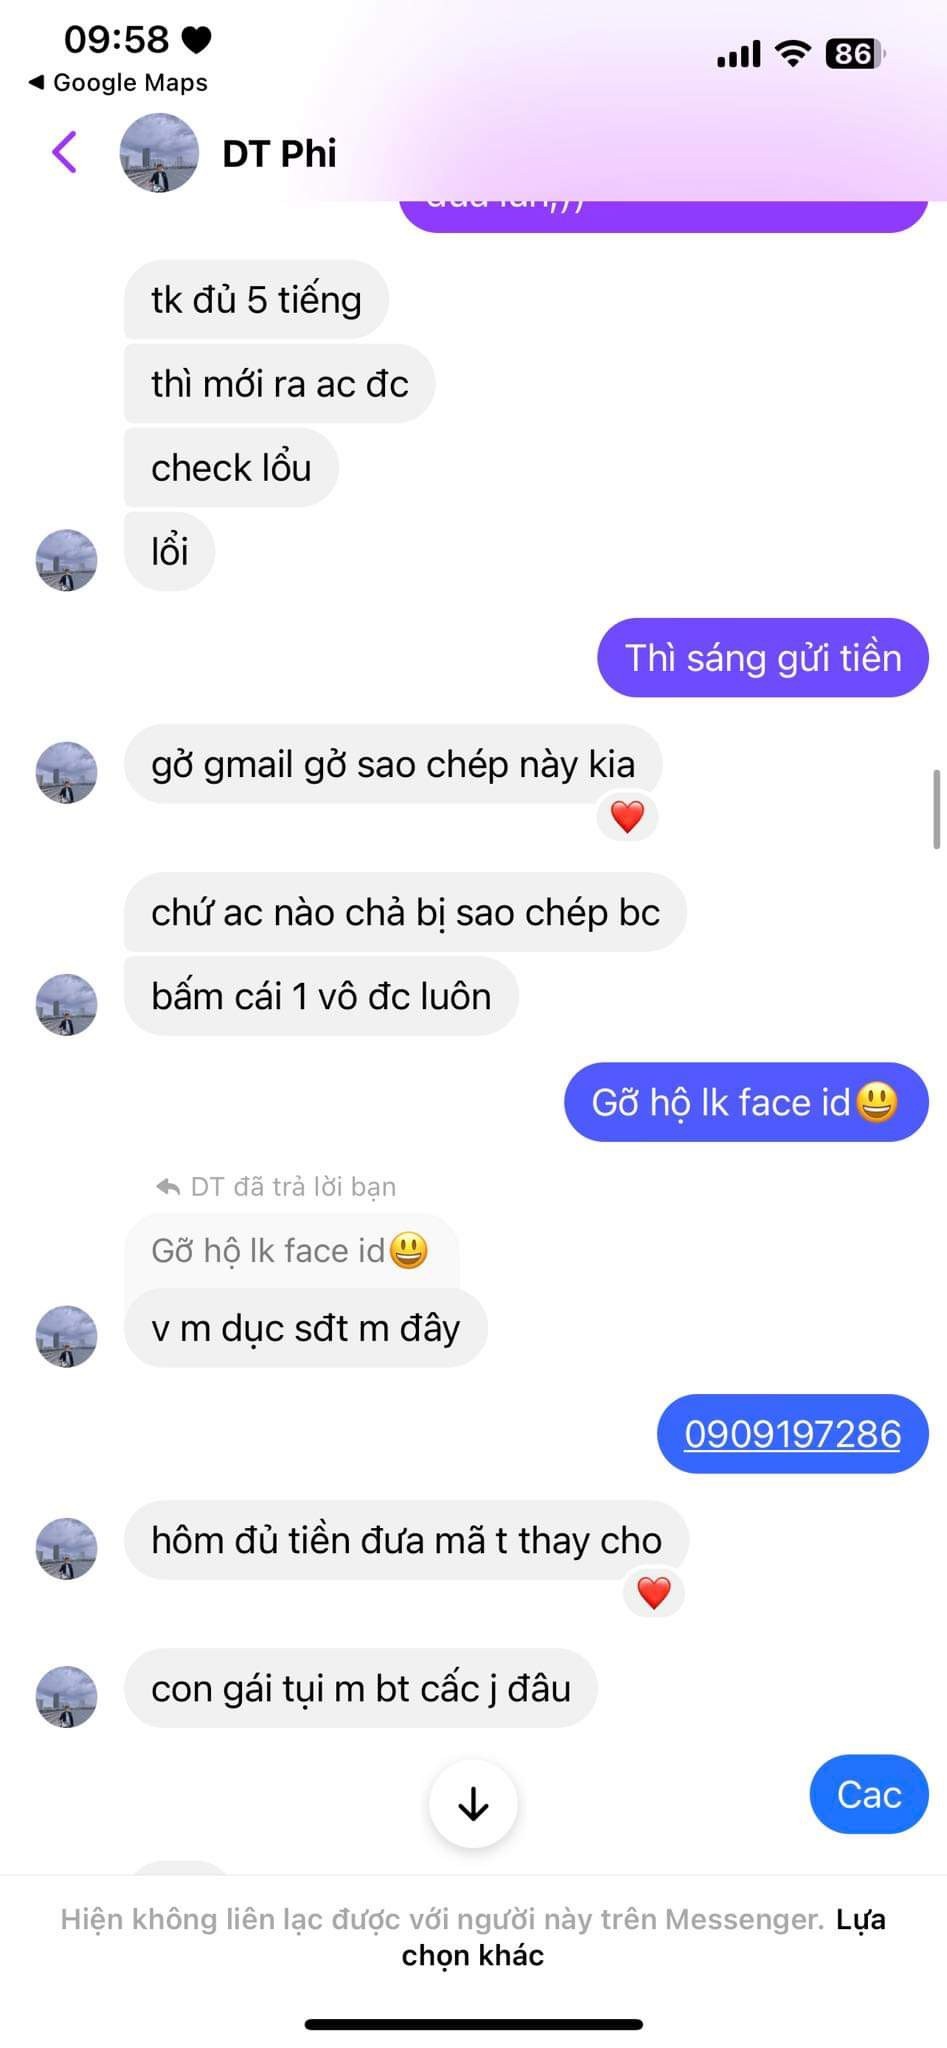 09:58 🖤
86
◀ Google Maps
DT Phi
tk đủ 5 tiếng
thì mới ra ac đc
check lổu
lổi
Thì sáng gửi tiền
gở gmail gở sao chép này kia
❤️
chứ ac nào chả bị sao chép bc
bấm cái 1 vô đc luôn
Gỡ hộ lk face id😃
DT đã trả lời bạn
Gỡ hộ lk face id😃
v m dục sđt m đây
0909197286
hôm đủ tiền đưa mã t thay cho
❤️
con gái tụi m bt cấc j đâu
Cac
Hiện không liên lạc được với người này trên Messenger. Lựa
chọn khác